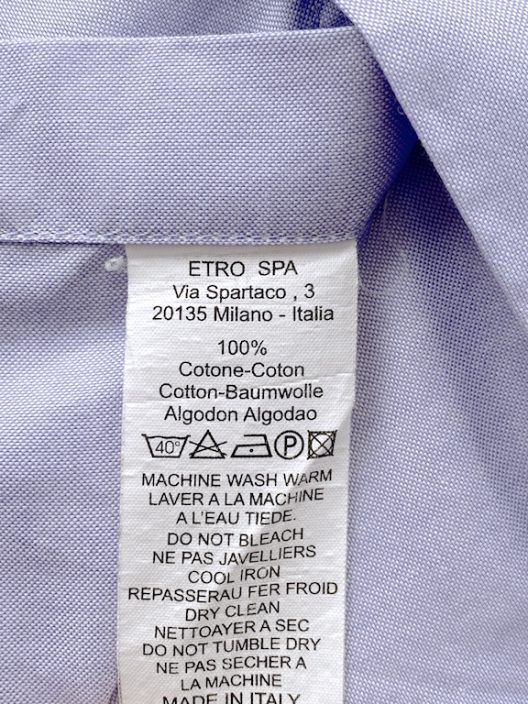 ETRO SPA
Via Spartaco , 3
20135 Milano - Italia
100%
Cotone-Coton
Cotton-Baumwolle
Algodon Algodao
40° P
MACHINE WASH WARM
LAVER A LA MACHINE
A L'EAU TIEDE.
DO NOT BLEACH
NE PAS JAVELLIERS
COOL IRON
REPASSERAU FER FROID
DRY CLEAN
NETTOYER A SEC
DO NOT TUMBLE DRY
NE PAS SECHER A
LA MACHINE
MADE IN ITALY